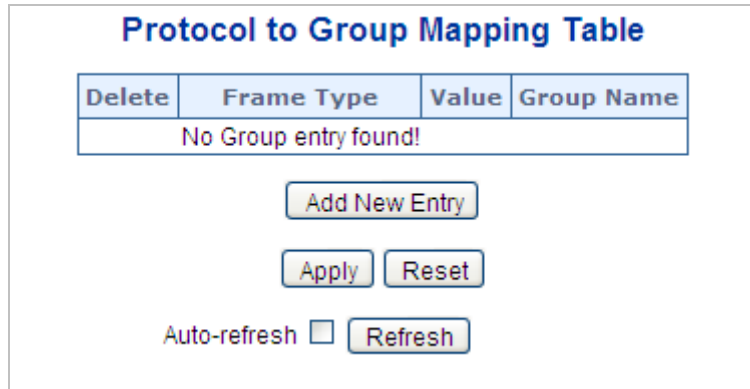 Protocol to Group Mapping Table
Delete Frame Type Value Group Name
No Group entry found!
Add New Entry
Apply Reset
Auto-refresh Refresh